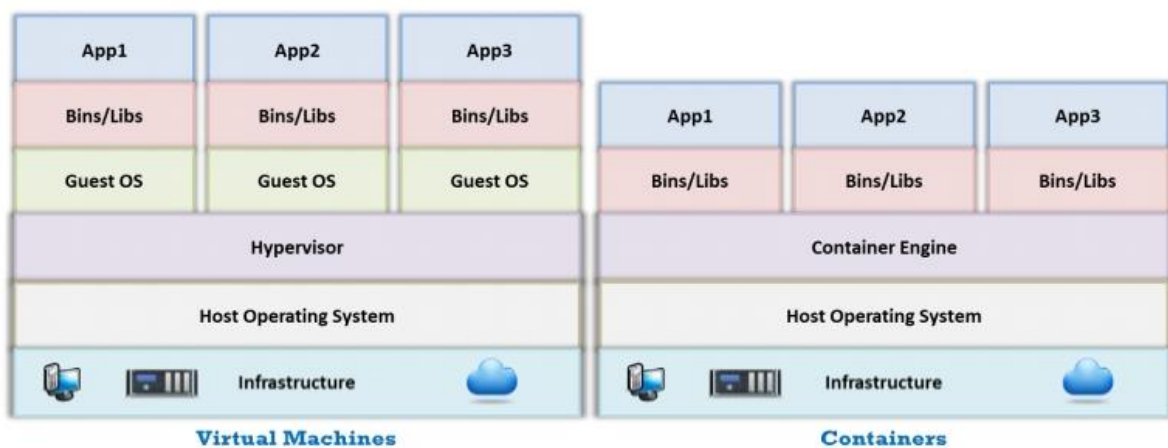 App1 App2 App3
Bins/Libs Bins/Libs Bins/Libs
Guest OS Guest OS Guest OS
Hypervisor
Host Operating System
Infrastructure
Virtual Machines
App1 App2 App3
Bins/Libs Bins/Libs Bins/Libs
Container Engine
Host Operating System
Infrastructure
Containers